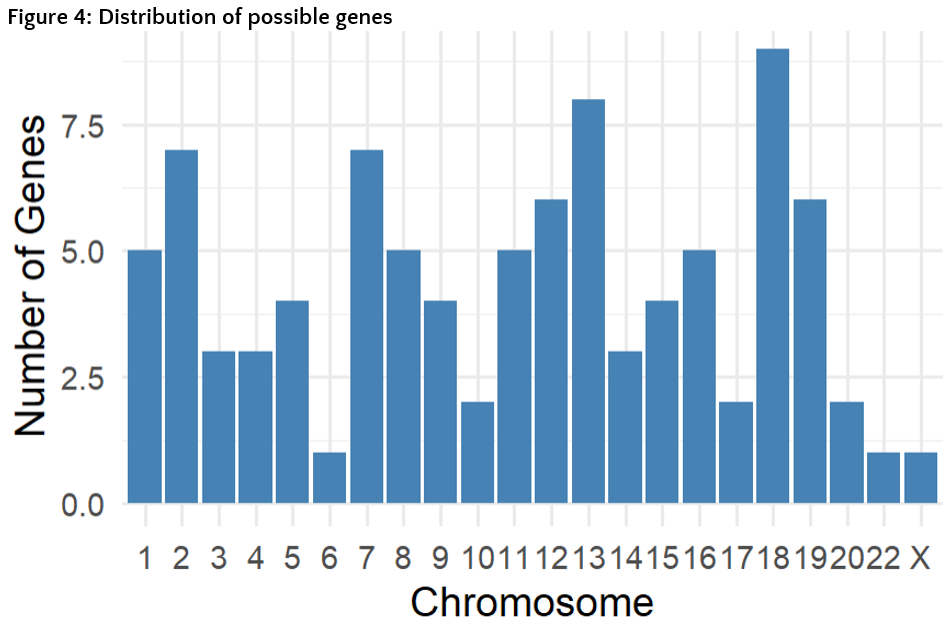 Figure 4: Distribution of possible genes
Number of Genes
7.5
5.0
2.5
0.0
1 2 3 4 5 6 7 8 9 10 11 12 13 14 15 16 17 18 19 20 22 X
Chromosome